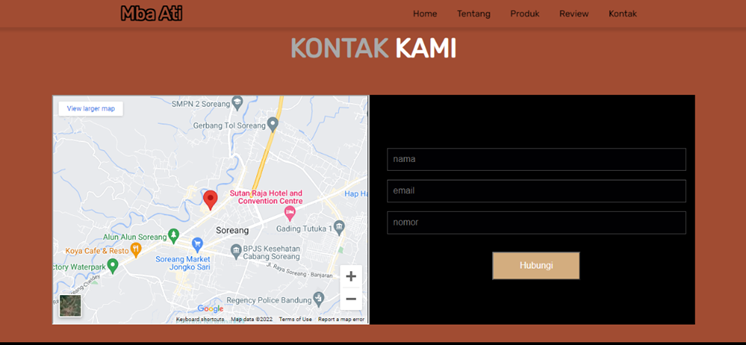 Mba Ati
Home Tentang Produk Review Kontak
KONTAK KAMI
View larger map
SMPN 2 Soreang
Gerbang Tol Soreang
Sutan Raja Hotel and
Convention Centre
Hap Ha
Soreang
Gading Tutuka 1
Alun Alun Soreang
Koya Cafe & Resto
ctory Waterpark
Soreang Market
Jongko Sari
BPJS Kesehatan
Cabang Soreang
Jl. Raya Soreang - Banjaran
Regency Police Bandung
Google
Keyboard shortcuts Map data ©2022 Terms of Use Report a map error
nama
email
nomor
Hubungi